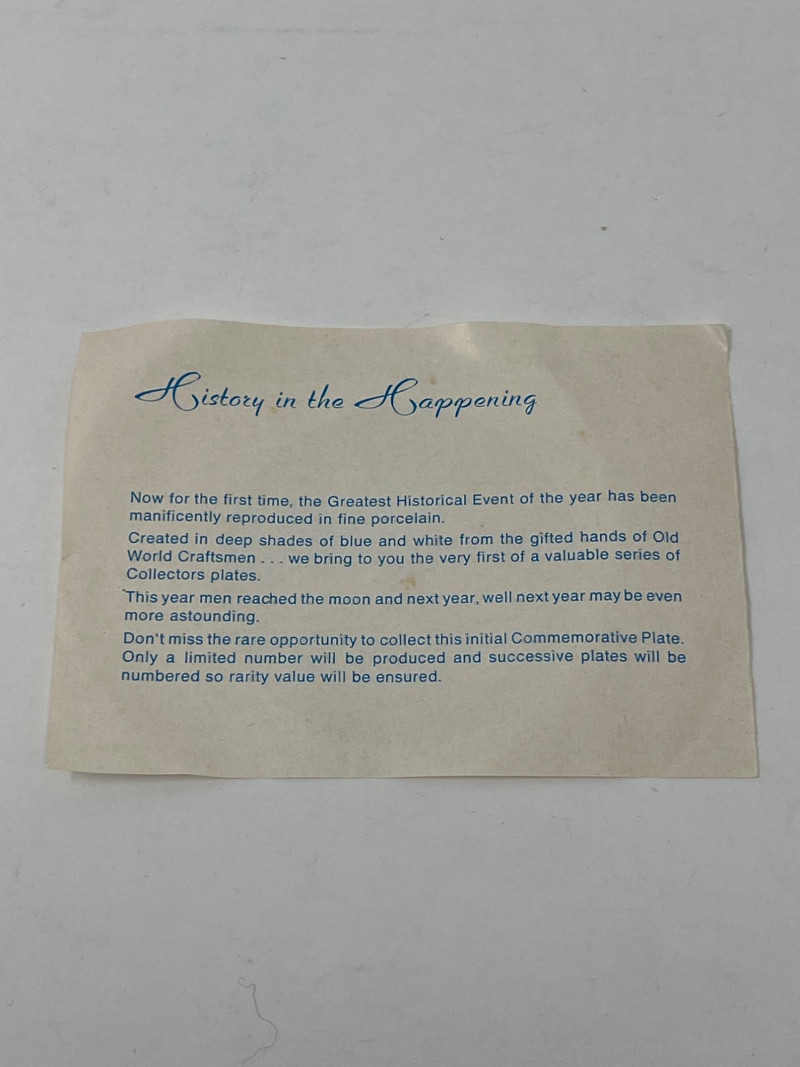 History in the Happening
Now for the first time, the Greatest Historical Event of the year has been
manificently reproduced in fine porcelain.
Created in deep shades of blue and white from the gifted hands of Old
World Craftsmen . . . we bring to you the very first of a valuable series of
Collectors plates.
This year men reached the moon and next year, well next year may be even
more astounding.
Don't miss the rare opportunity to collect this initial Commemorative Plate.
Only a limited number will be produced and successive plates will be
numbered so rarity value will be ensured.